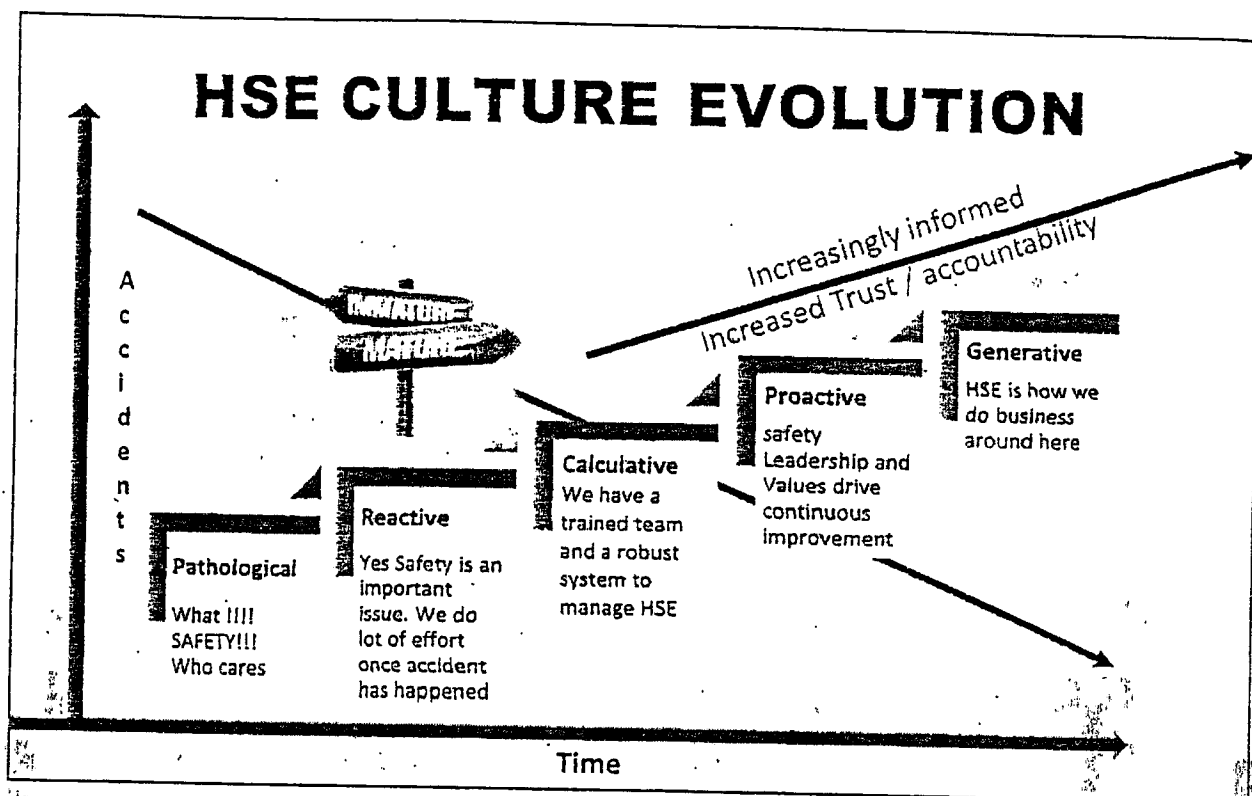 HSE CULTURE EVOLUTION
Accidents
Increasingly informed
Increased Trust / accountability
Pathological
What !!!!
SAFETY!!!
Who cares
Reactive
Yes Safety is an
important
issue. We do
lot of effort
once accident
has happened
Calculative
We have a
trained team
and a robust
system to
manage HSE
Proactive
safety
Leadership and
Values drive
continuous
improvement
Generative
HSE is how we
do business
around here
Time